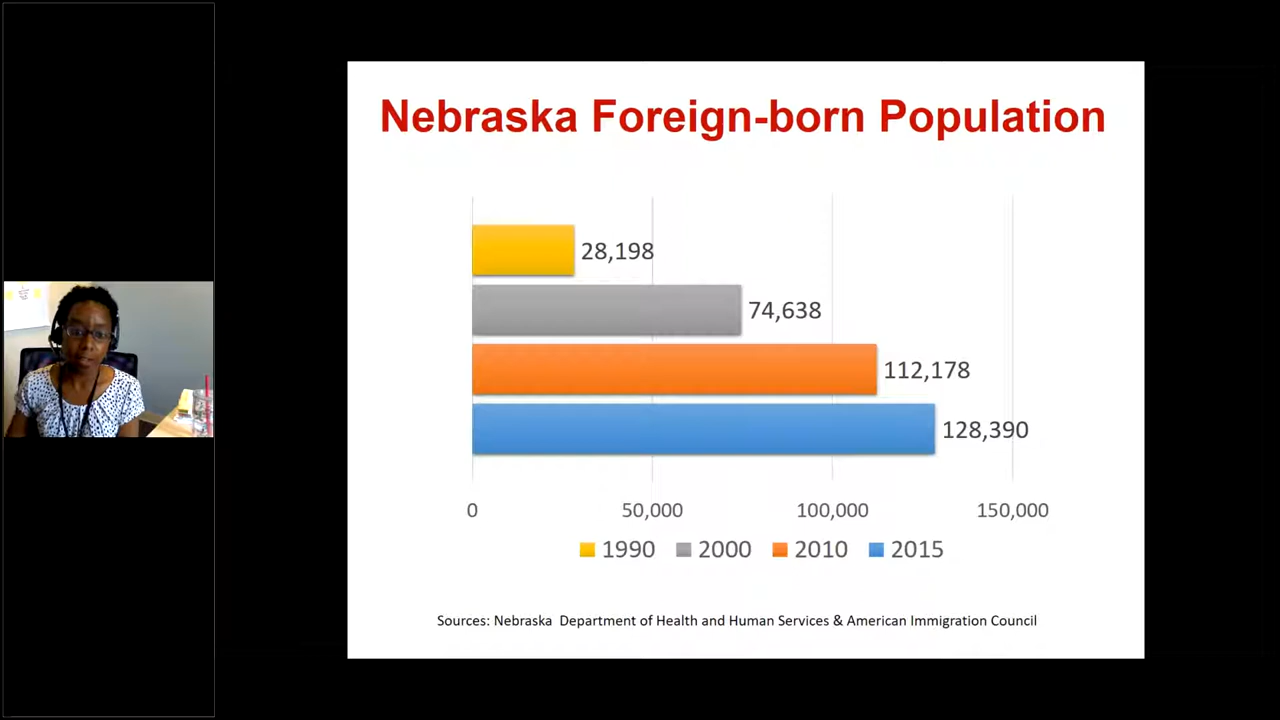 Nebraska Foreign-born Population
28,198
74,638
112,178
128,390
0 50,000 100,000 150,000
1990 2000 2010 2015
Sources: Nebraska Department of Health and Human Services & American Immigration Council